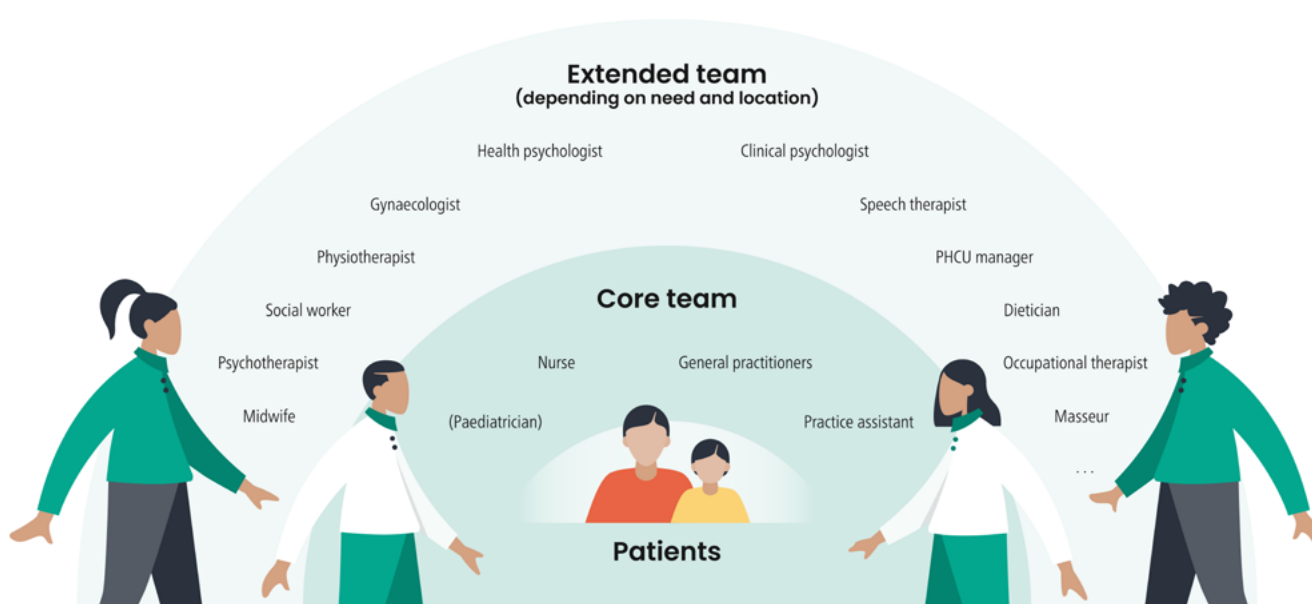 Extended team
(depending on need and location)
Health psychologist
Clinical psychologist
Gynaecologist
Speech therapist
Physiotherapist
PHCU manager
Core team
Social worker
Dietician
Psychotherapist
Nurse
General practitioners
Occupational therapist
Midwife
(Paediatrician)
Practice assistant
Masseur
...
Patients